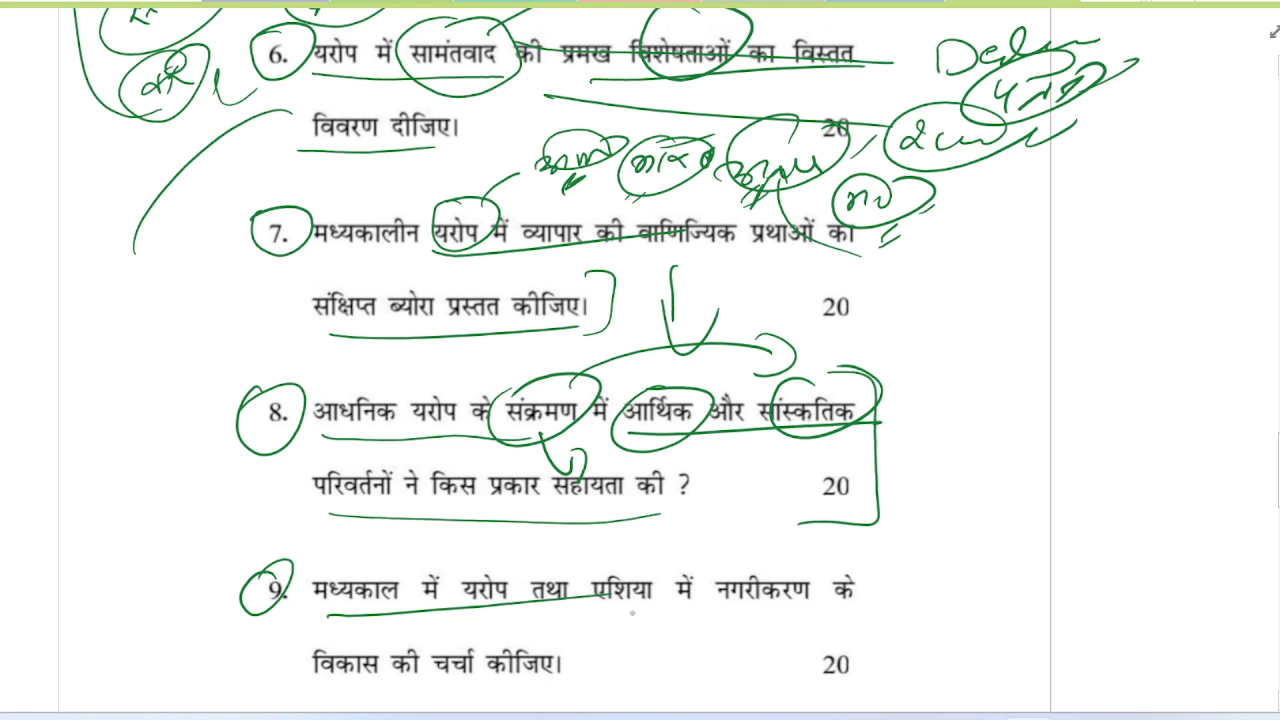 6. यरोप में सामंतवाद की प्रमख विशेषताओं का विस्तत
विवरण दीजिए। 20
7. मध्यकालीन यरोप में व्यापार की वाणिज्यिक प्रथाओं का
संक्षिप्त ब्योरा प्रस्तत कीजिए। 20
8. आधनिक यरोप के संक्रमण में आर्थिक और सांस्कतिक
परिवर्तनों ने किस प्रकार सहायता की ? 20
9. मध्यकाल में यरोप तथा एशिया में नगरीकरण के
विकास की चर्चा कीजिए। 20